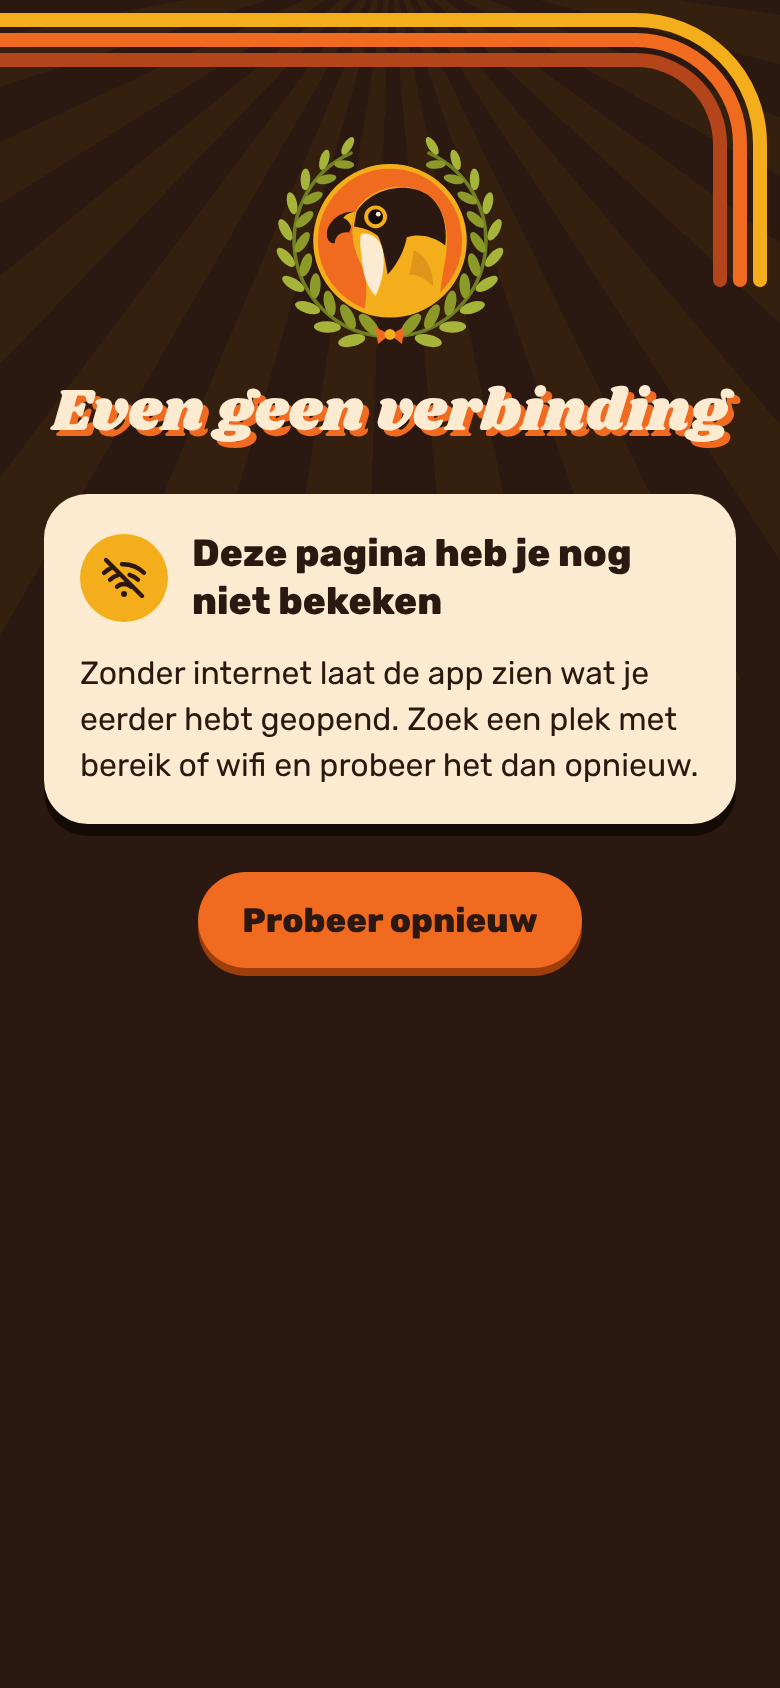 Even geen verbinding
Deze pagina heb je nog
niet bekeken
Zonder internet laat de app zien wat je
eerder hebt geopend. Zoek een plek met
bereik of wifi en probeer het dan opnieuw.
Probeer opnieuw